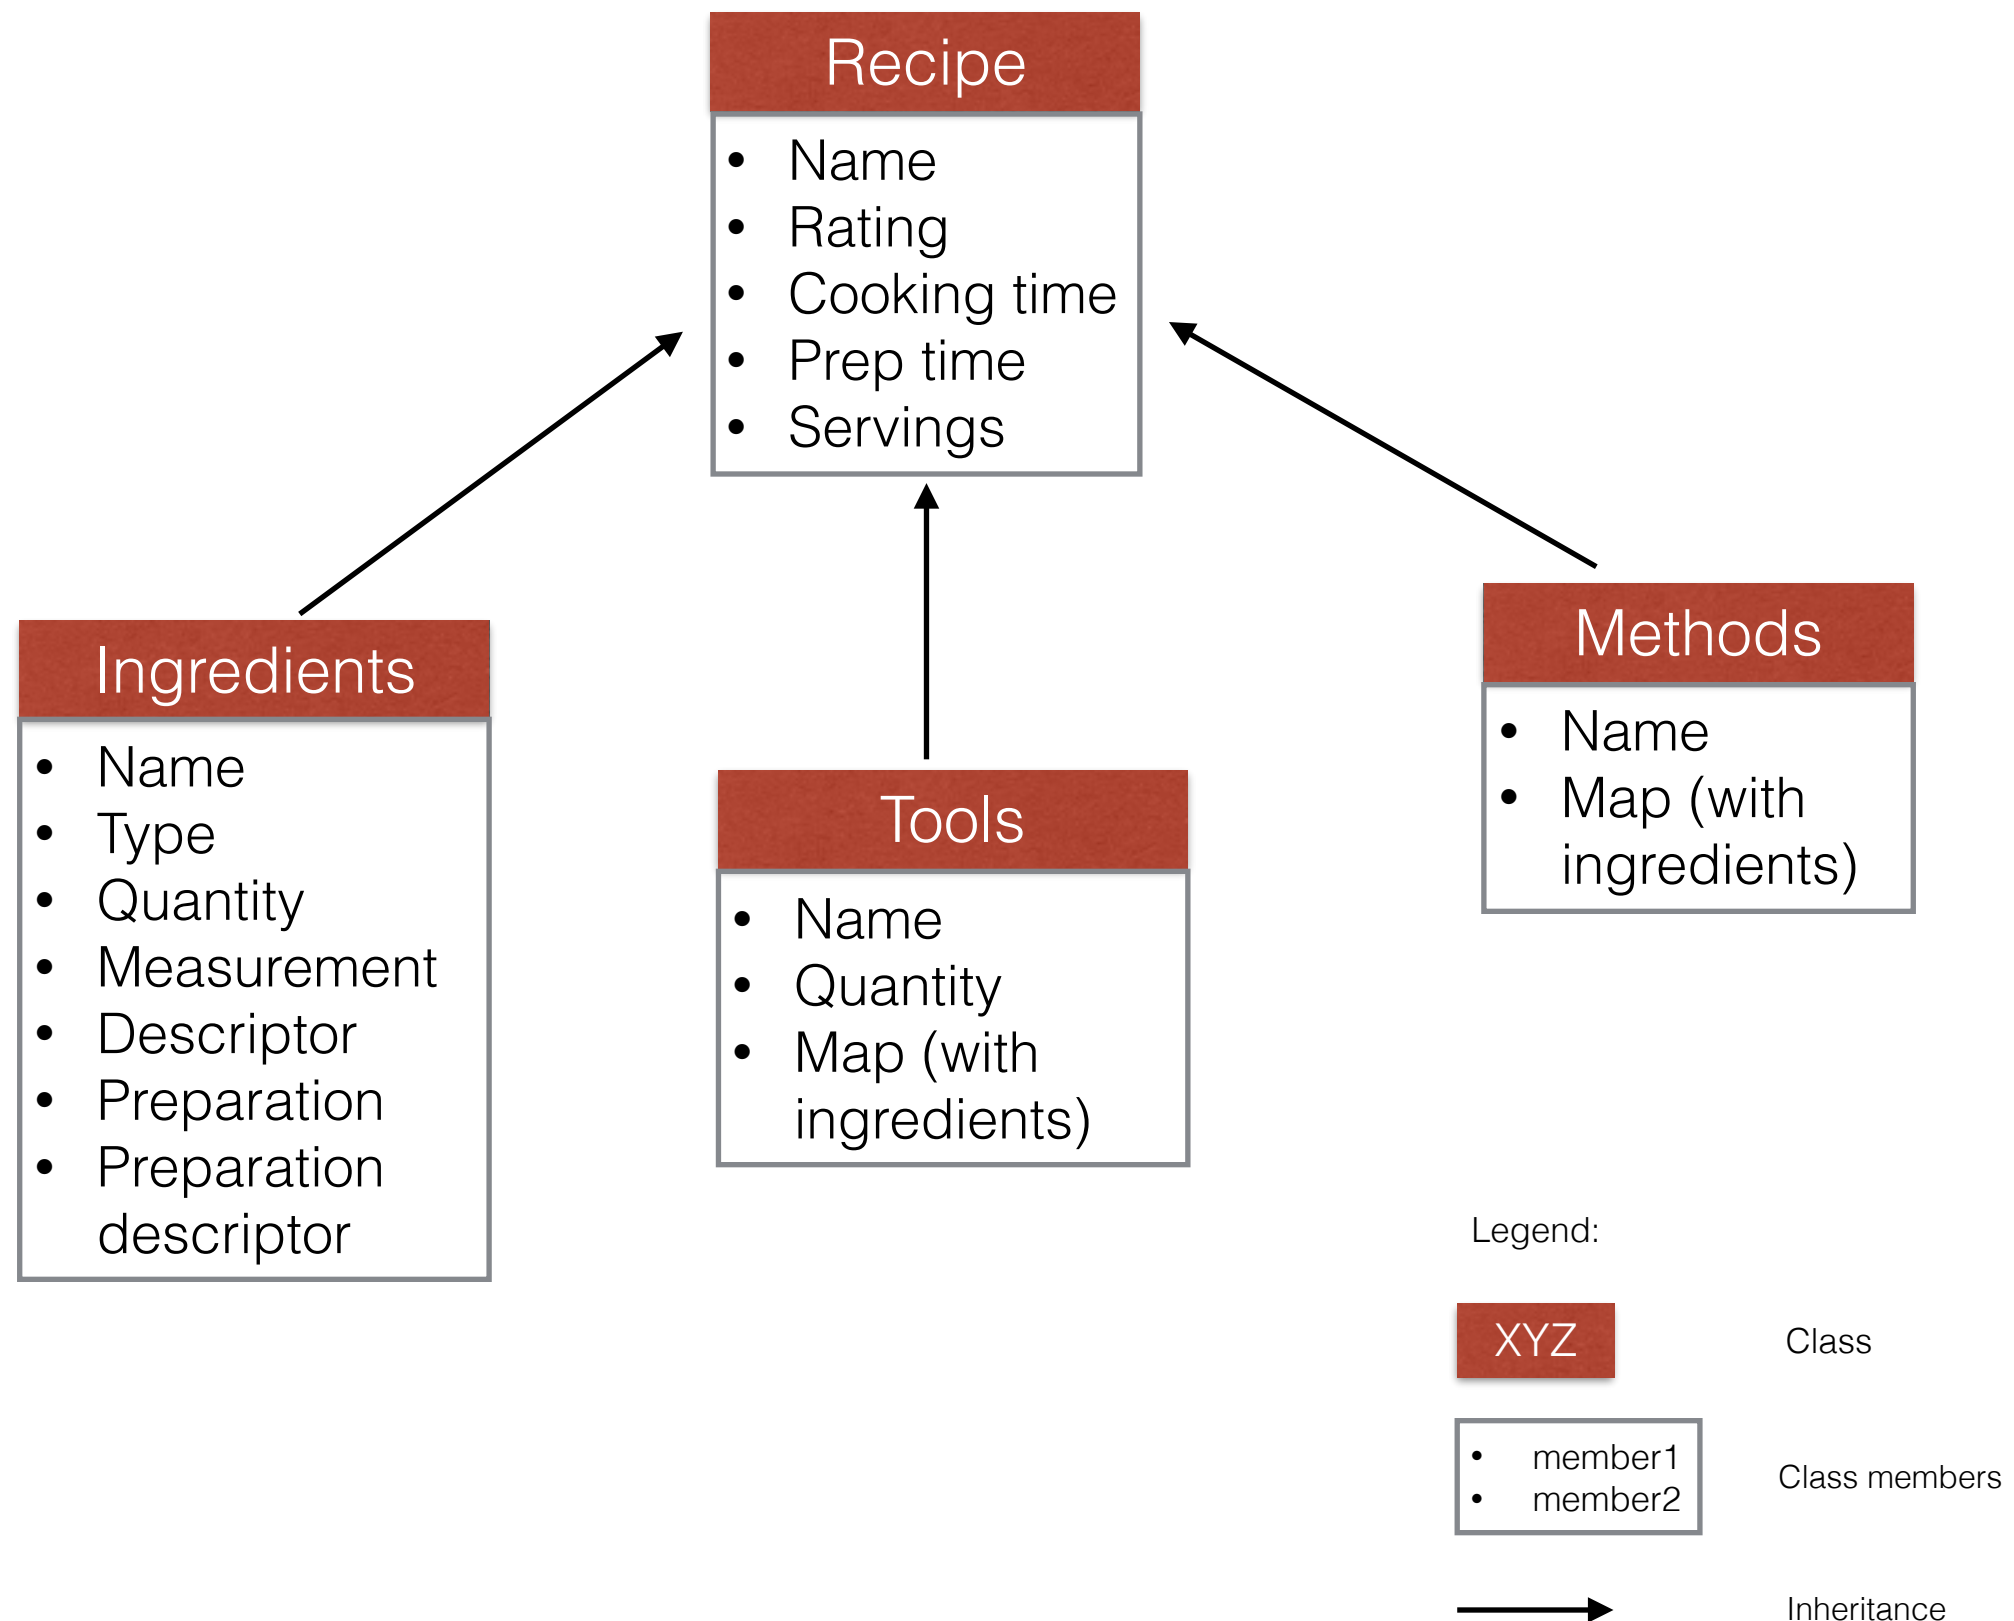 Recipe
• Name
• Rating
• Cooking time
• Prep time
• Servings
Ingredients
• Name
• Type
• Quantity
• Measurement
• Descriptor
• Preparation
• Preparation
descriptor
Tools
• Name
• Quantity
• Map (with
ingredients)
Methods
• Name
• Map (with
ingredients)
Legend:
XYZ
Class
• member1
• member2
Class members
Inheritance